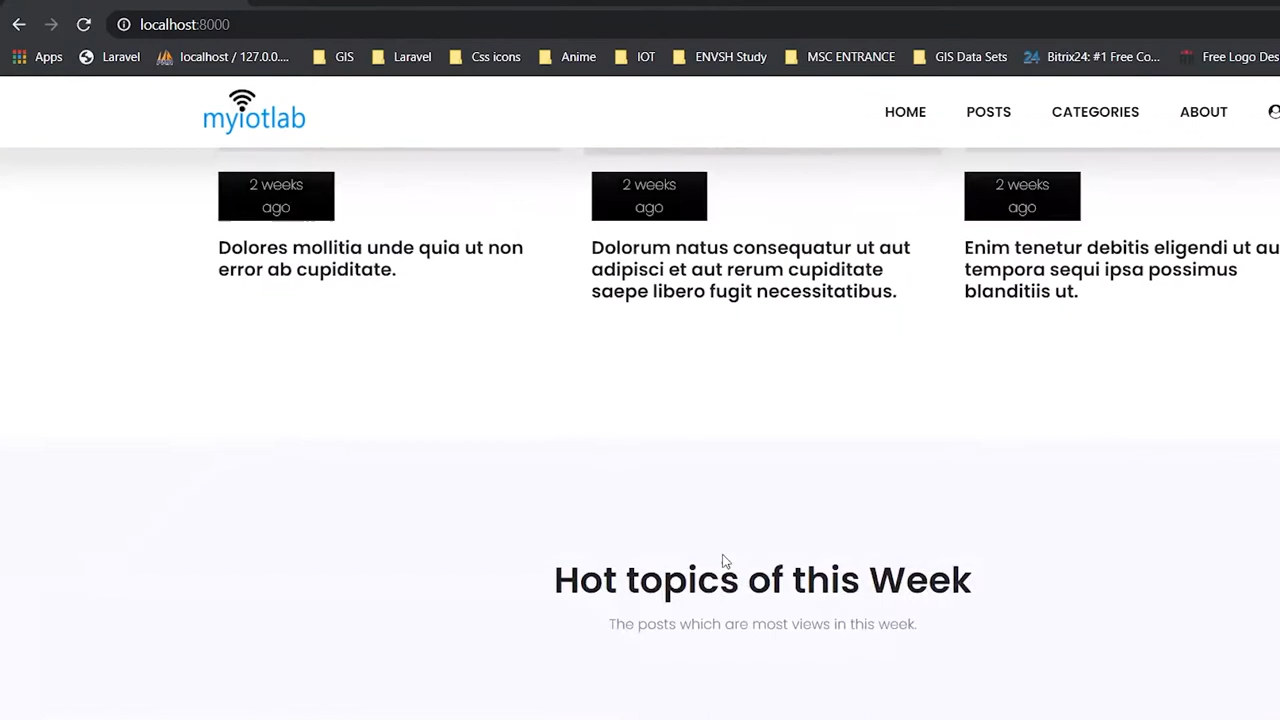 localhost:8000
Apps Laravel localhost / 127.0.0.... GIS Laravel Css icons Anime IOT ENVSH Study MSC ENTRANCE GIS Data Sets 24 Bitrix24: #1 Free Co... Free Logo Des
myiotlab HOME POSTS CATEGORIES ABOUT
2 weeks ago
Dolores mollitia unde quia ut non
error ab cupiditate.
2 weeks ago
Dolorum natus consequatur ut aut
adipisci et aut rerum cupiditate
saepe libero fugit necessitatibus.
2 weeks ago
Enim tenetur debitis eligendi ut au
tempora sequi ipsa possimus
blanditiis ut.
Hot topics of this Week
The posts which are most views in this week.